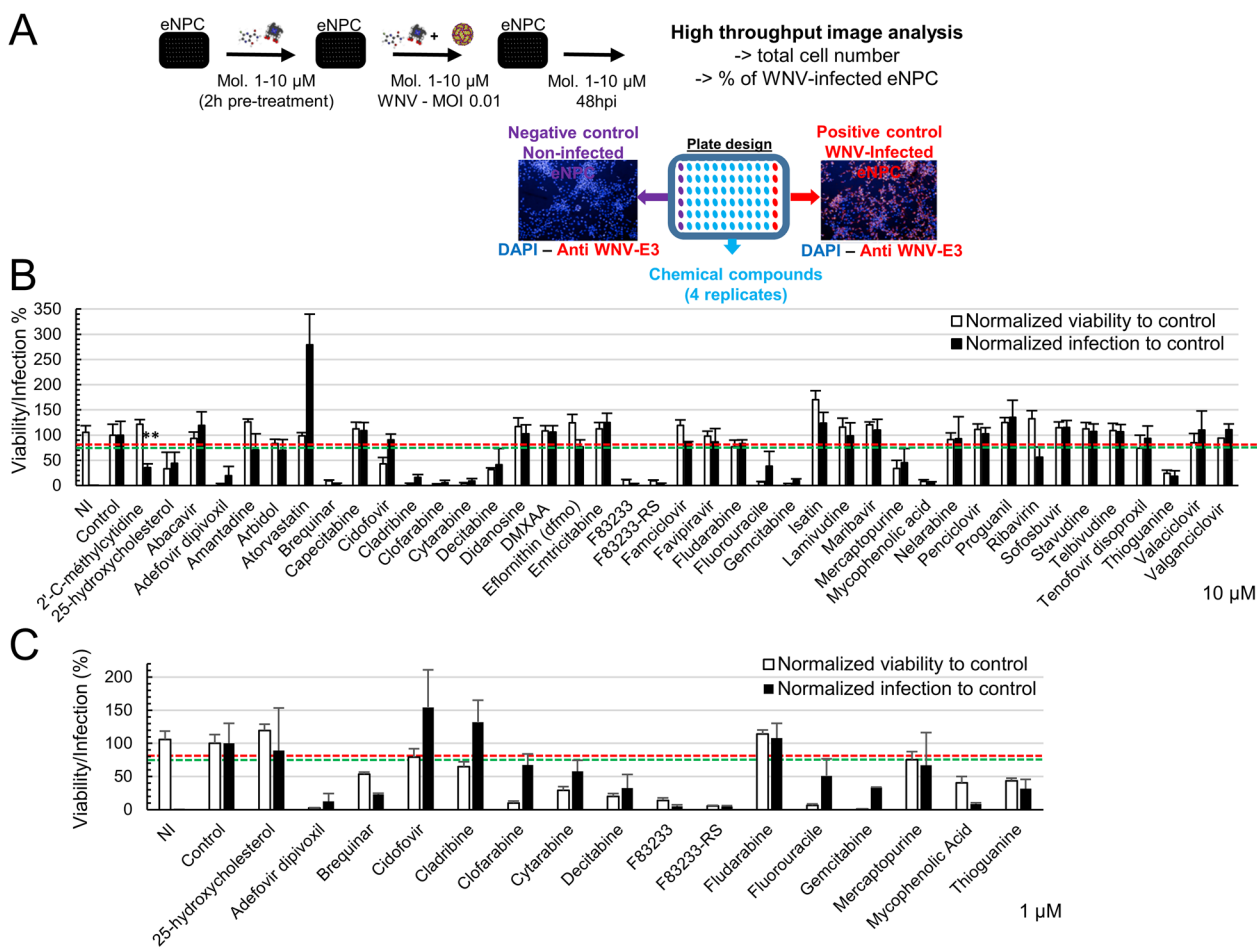 A
eNPC
eNPC
eNPC
+
Mol. 1-10 µM
(2h pre-treatment)
Mol. 1-10 µM
WNV - MOI 0.01
Mol. 1-10 µM
48hpi
High throughput image analysis
-> total cell number
-> % of WNV-infected eNPC
Negative control
Non-infected
eNPC
DAPI – Anti WNV-E3
Plate design
Positive control
WNV-Infected
eNPC
DAPI – Anti WNV-E3
Chemical compounds
(4 replicates)
B
Viability/Infection %
350
300
250
200
150
100
50
0
Normalized viability to control
Normalized infection to control
**
NI
Control
2'-C-méthylcytidine
25-hydroxycholesterol
Abacavir
Adefovir dipivoxil
Amantadine
Arbidol
Atorvastatin
Brequinar
Capecitabine
Cidofovir
Cladribine
Clofarabine
Cytarabine
Decitabine
Didanosine
DMXAA
Eflornithin (dfmo)
Emtricitabine
F83233
F83233-RS
Famciclovir
Favipiravir
Fludarabine
Fluorouracile
Gemcitabine
Isatin
Lamivudine
Maribavir
Mercaptopurine
Mycophenolic acid
Nelarabine
Penciclovir
Proguanil
Ribavirin
Sofosbuvir
Stavudine
Telbivudine
Tenofovir disoproxil
Thioguanine
Valaciclovir
Valganciclovir
10 µM
C
Viability/Infection (%)
200
150
100
50
0
Normalized viability to control
Normalized infection to control
NI
Control
25-hydroxycholesterol
Adefovir dipivoxil
Brequinar
Cidofovir
Cladribine
Clofarabine
Cytarabine
Decitabine
F83233
F83233-RS
Fludarabine
Fluorouracile
Gemcitabine
Mercaptopurine
Mycophenolic Acid
Thioguanine
1 µM